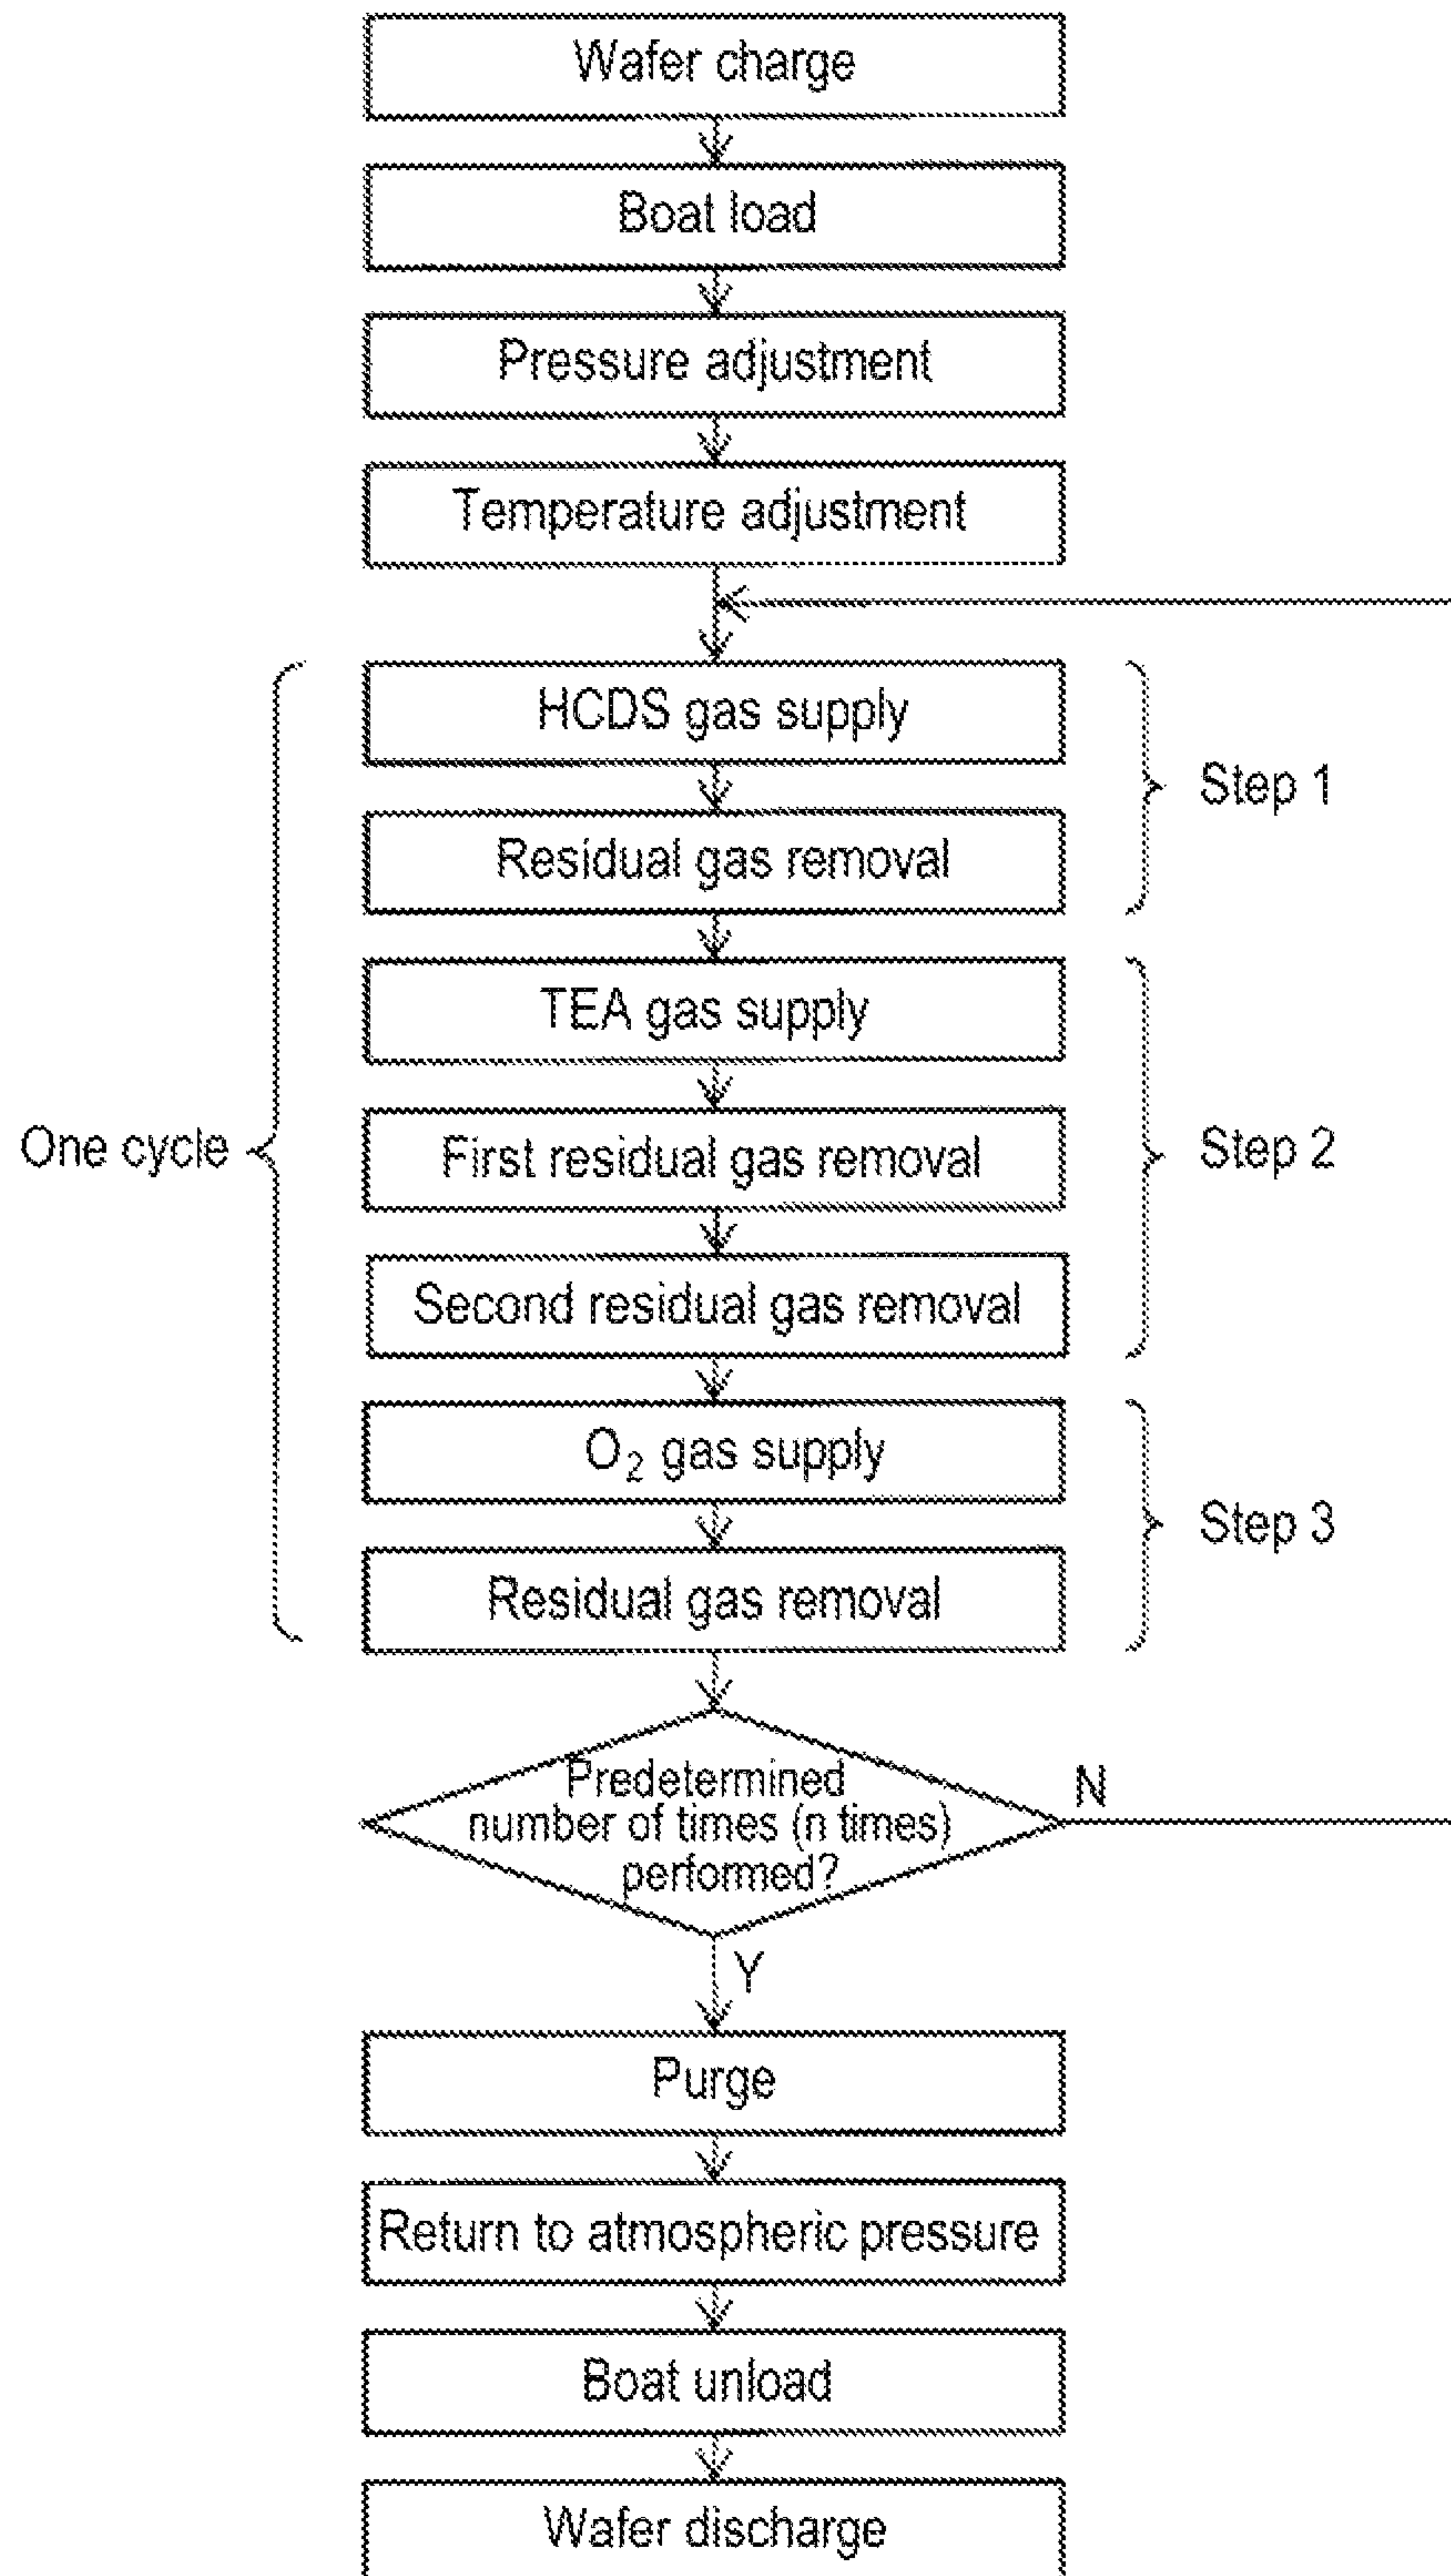 Wafer charge
Boat load
Pressure adjustment
Temperature adjustment
HCDS gas supply
Step 1
Residual gas removal
TEA gas supply
One cycle
First residual gas removal
Step 2
Second residual gas removal
O₂ gas supply
Step 3
Residual gas removal
Predetermined
number of times (n times)
performed?
N
Y
Purge
Return to atmospheric pressure
Boat unload
Wafer discharge